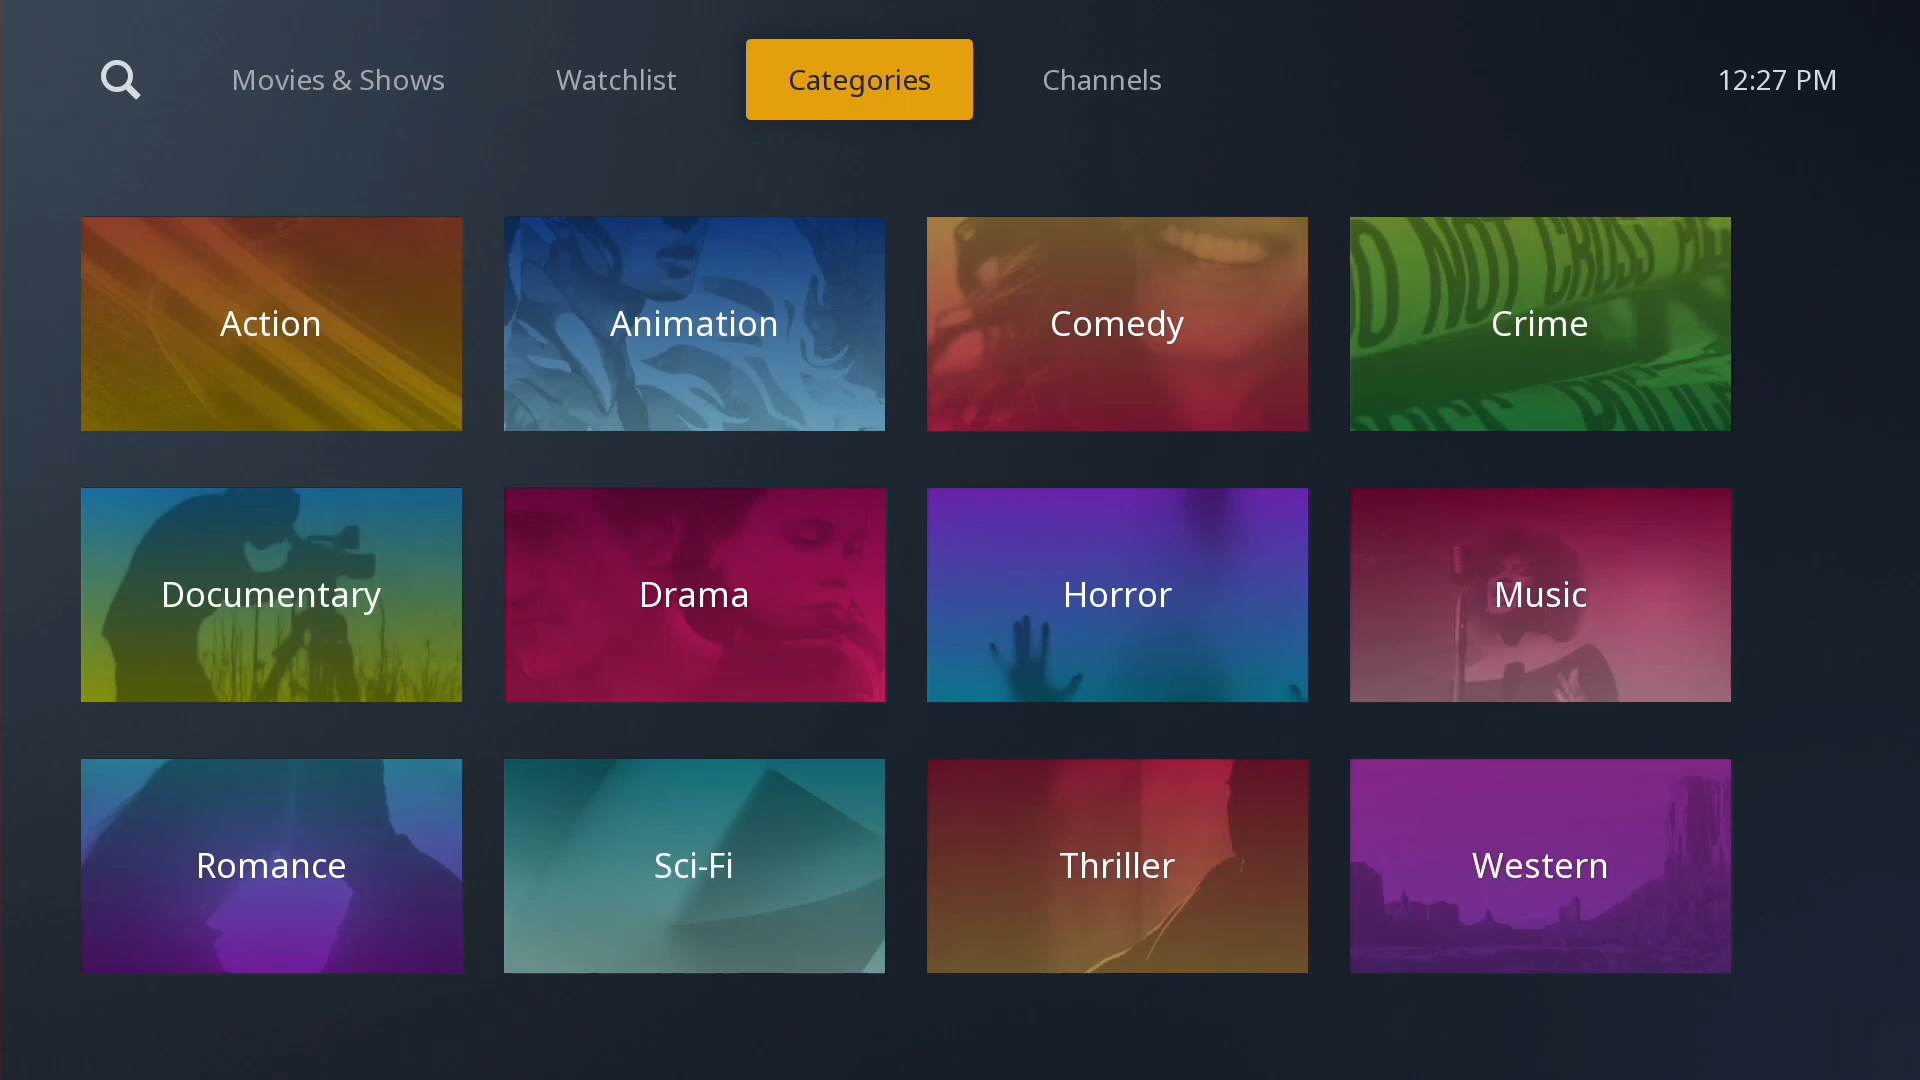 Movies & Shows Watchlist Categories Channels 12:27 PM
Action Animation Comedy Crime
Documentary Drama Horror Music
Romance Sci-Fi Thriller Western